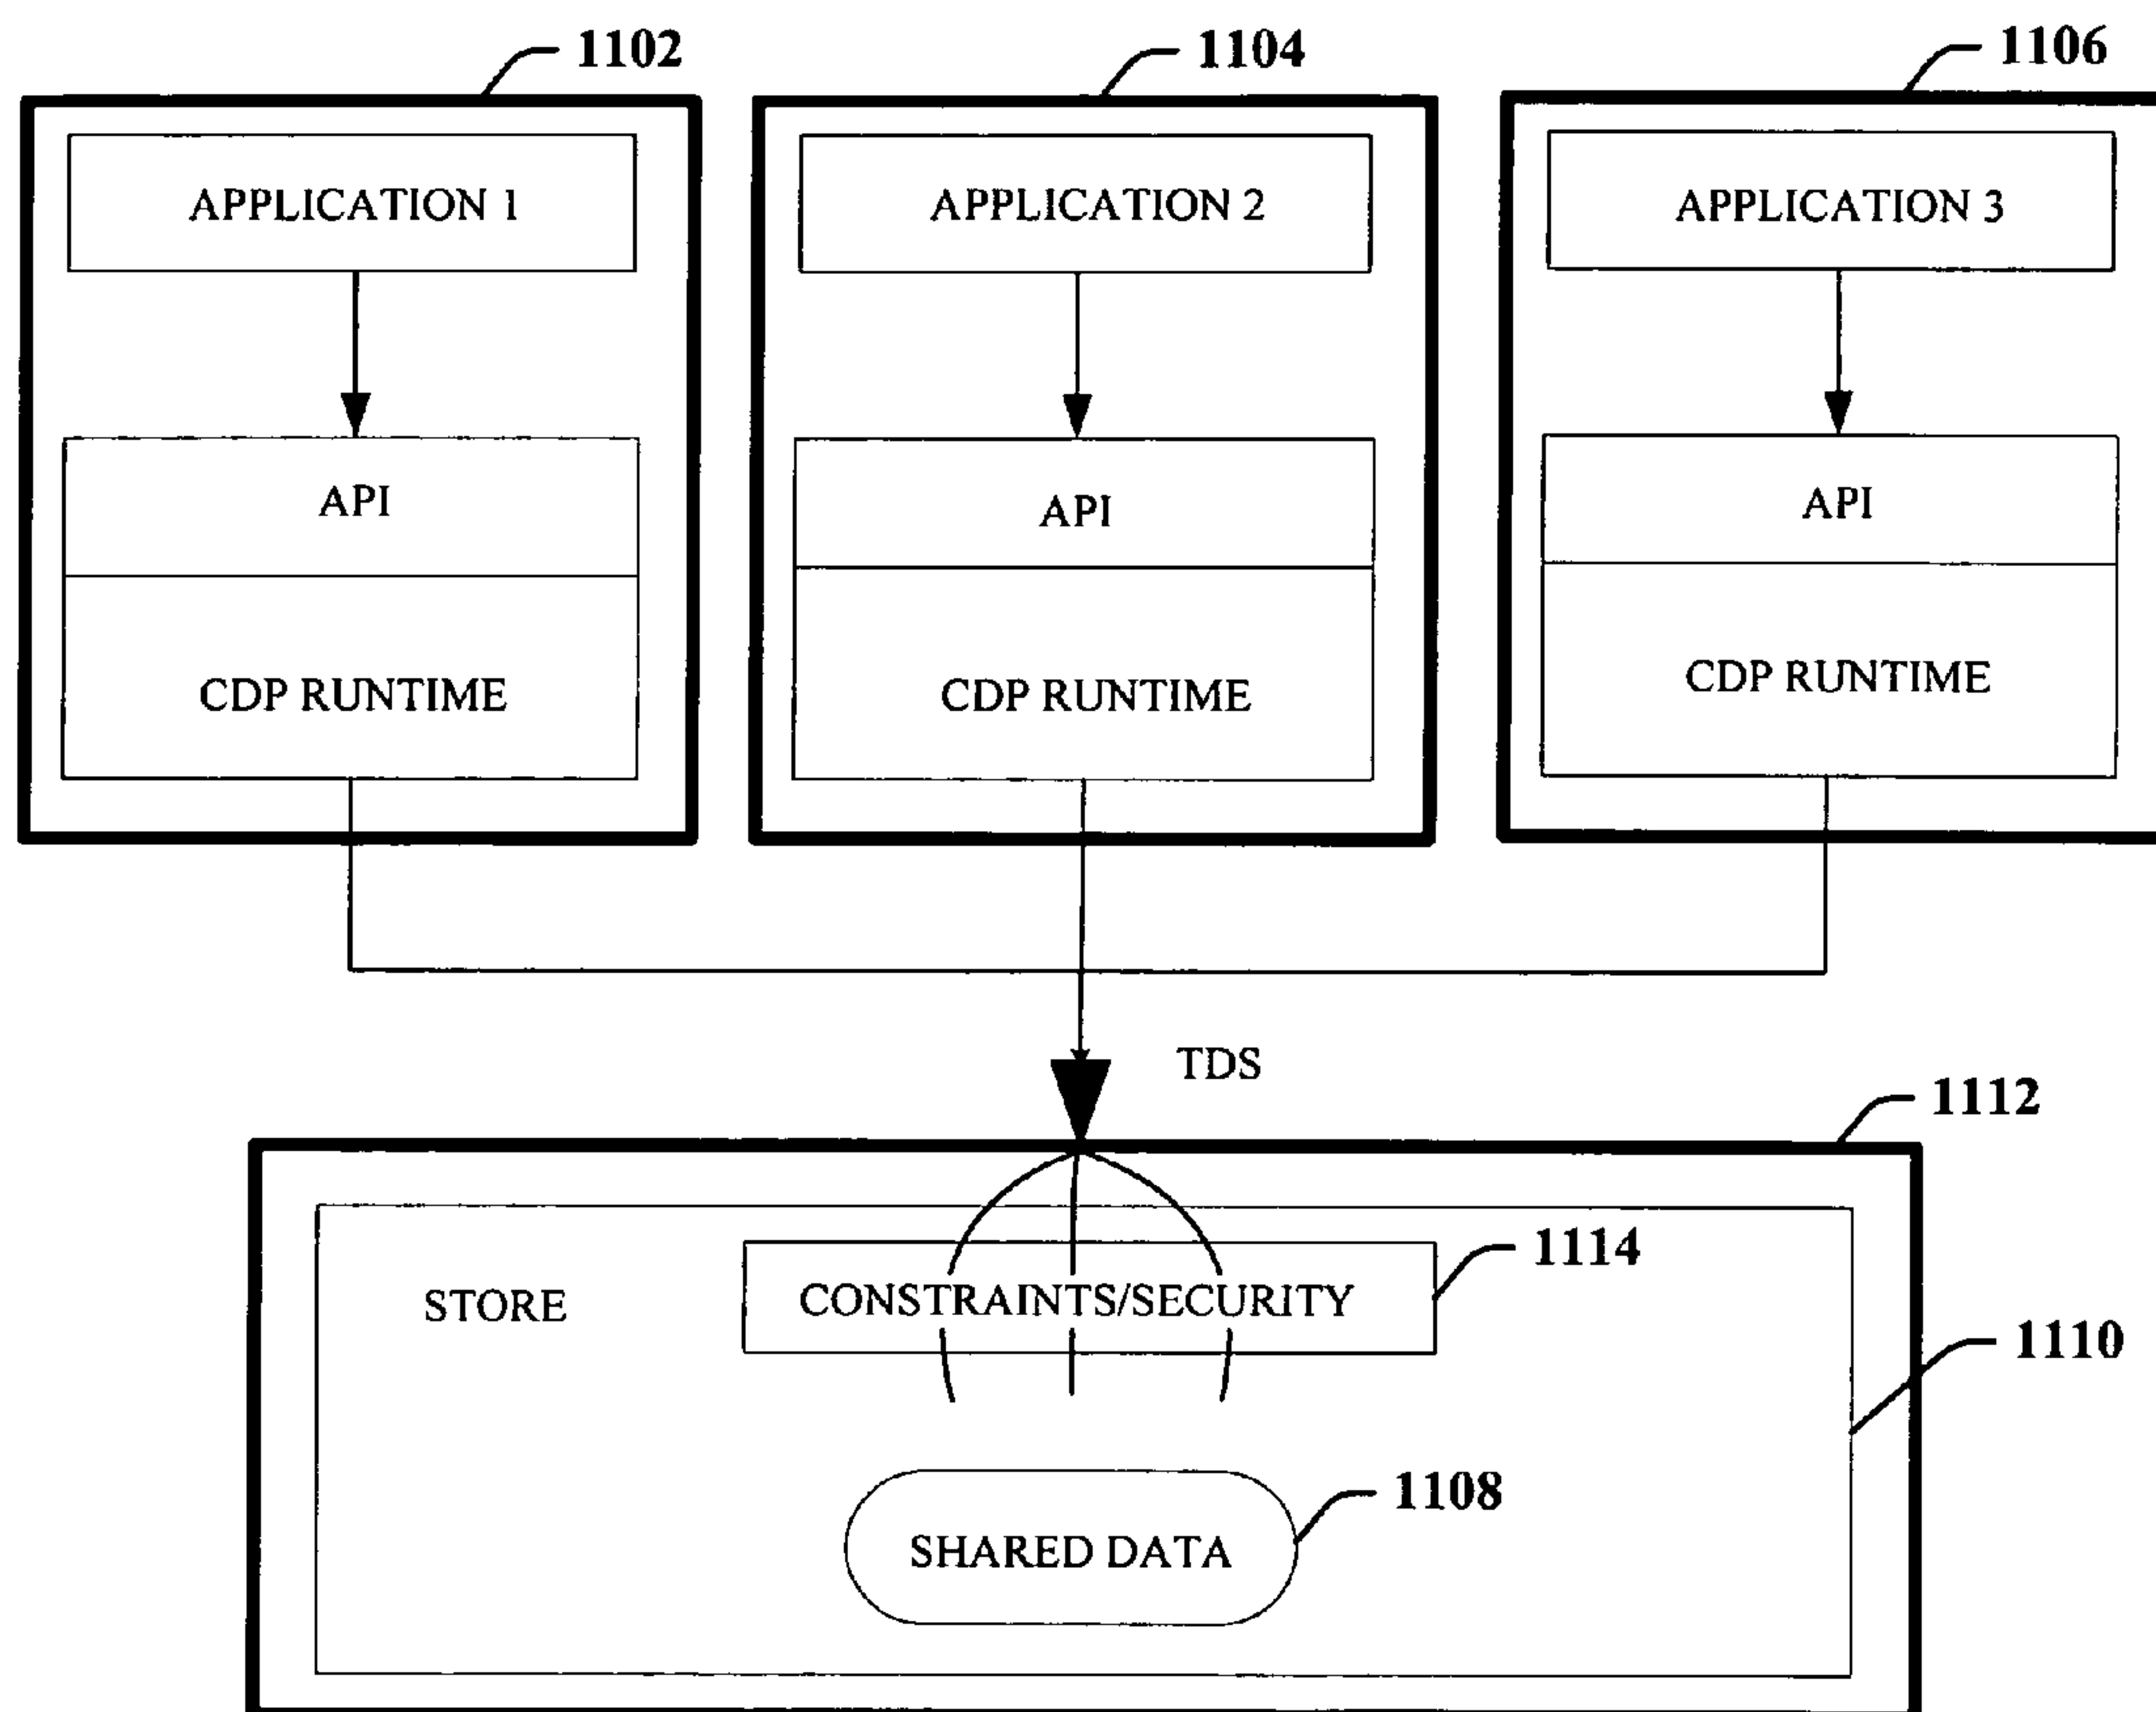 1102
1104
1106
APPLICATION 1
APPLICATION 2
APPLICATION 3
API
API
API
CDP RUNTIME
CDP RUNTIME
CDP RUNTIME
TDS
1112
1114
STORE
CONSTRAINTS/SECURITY
1110
1108
SHARED DATA